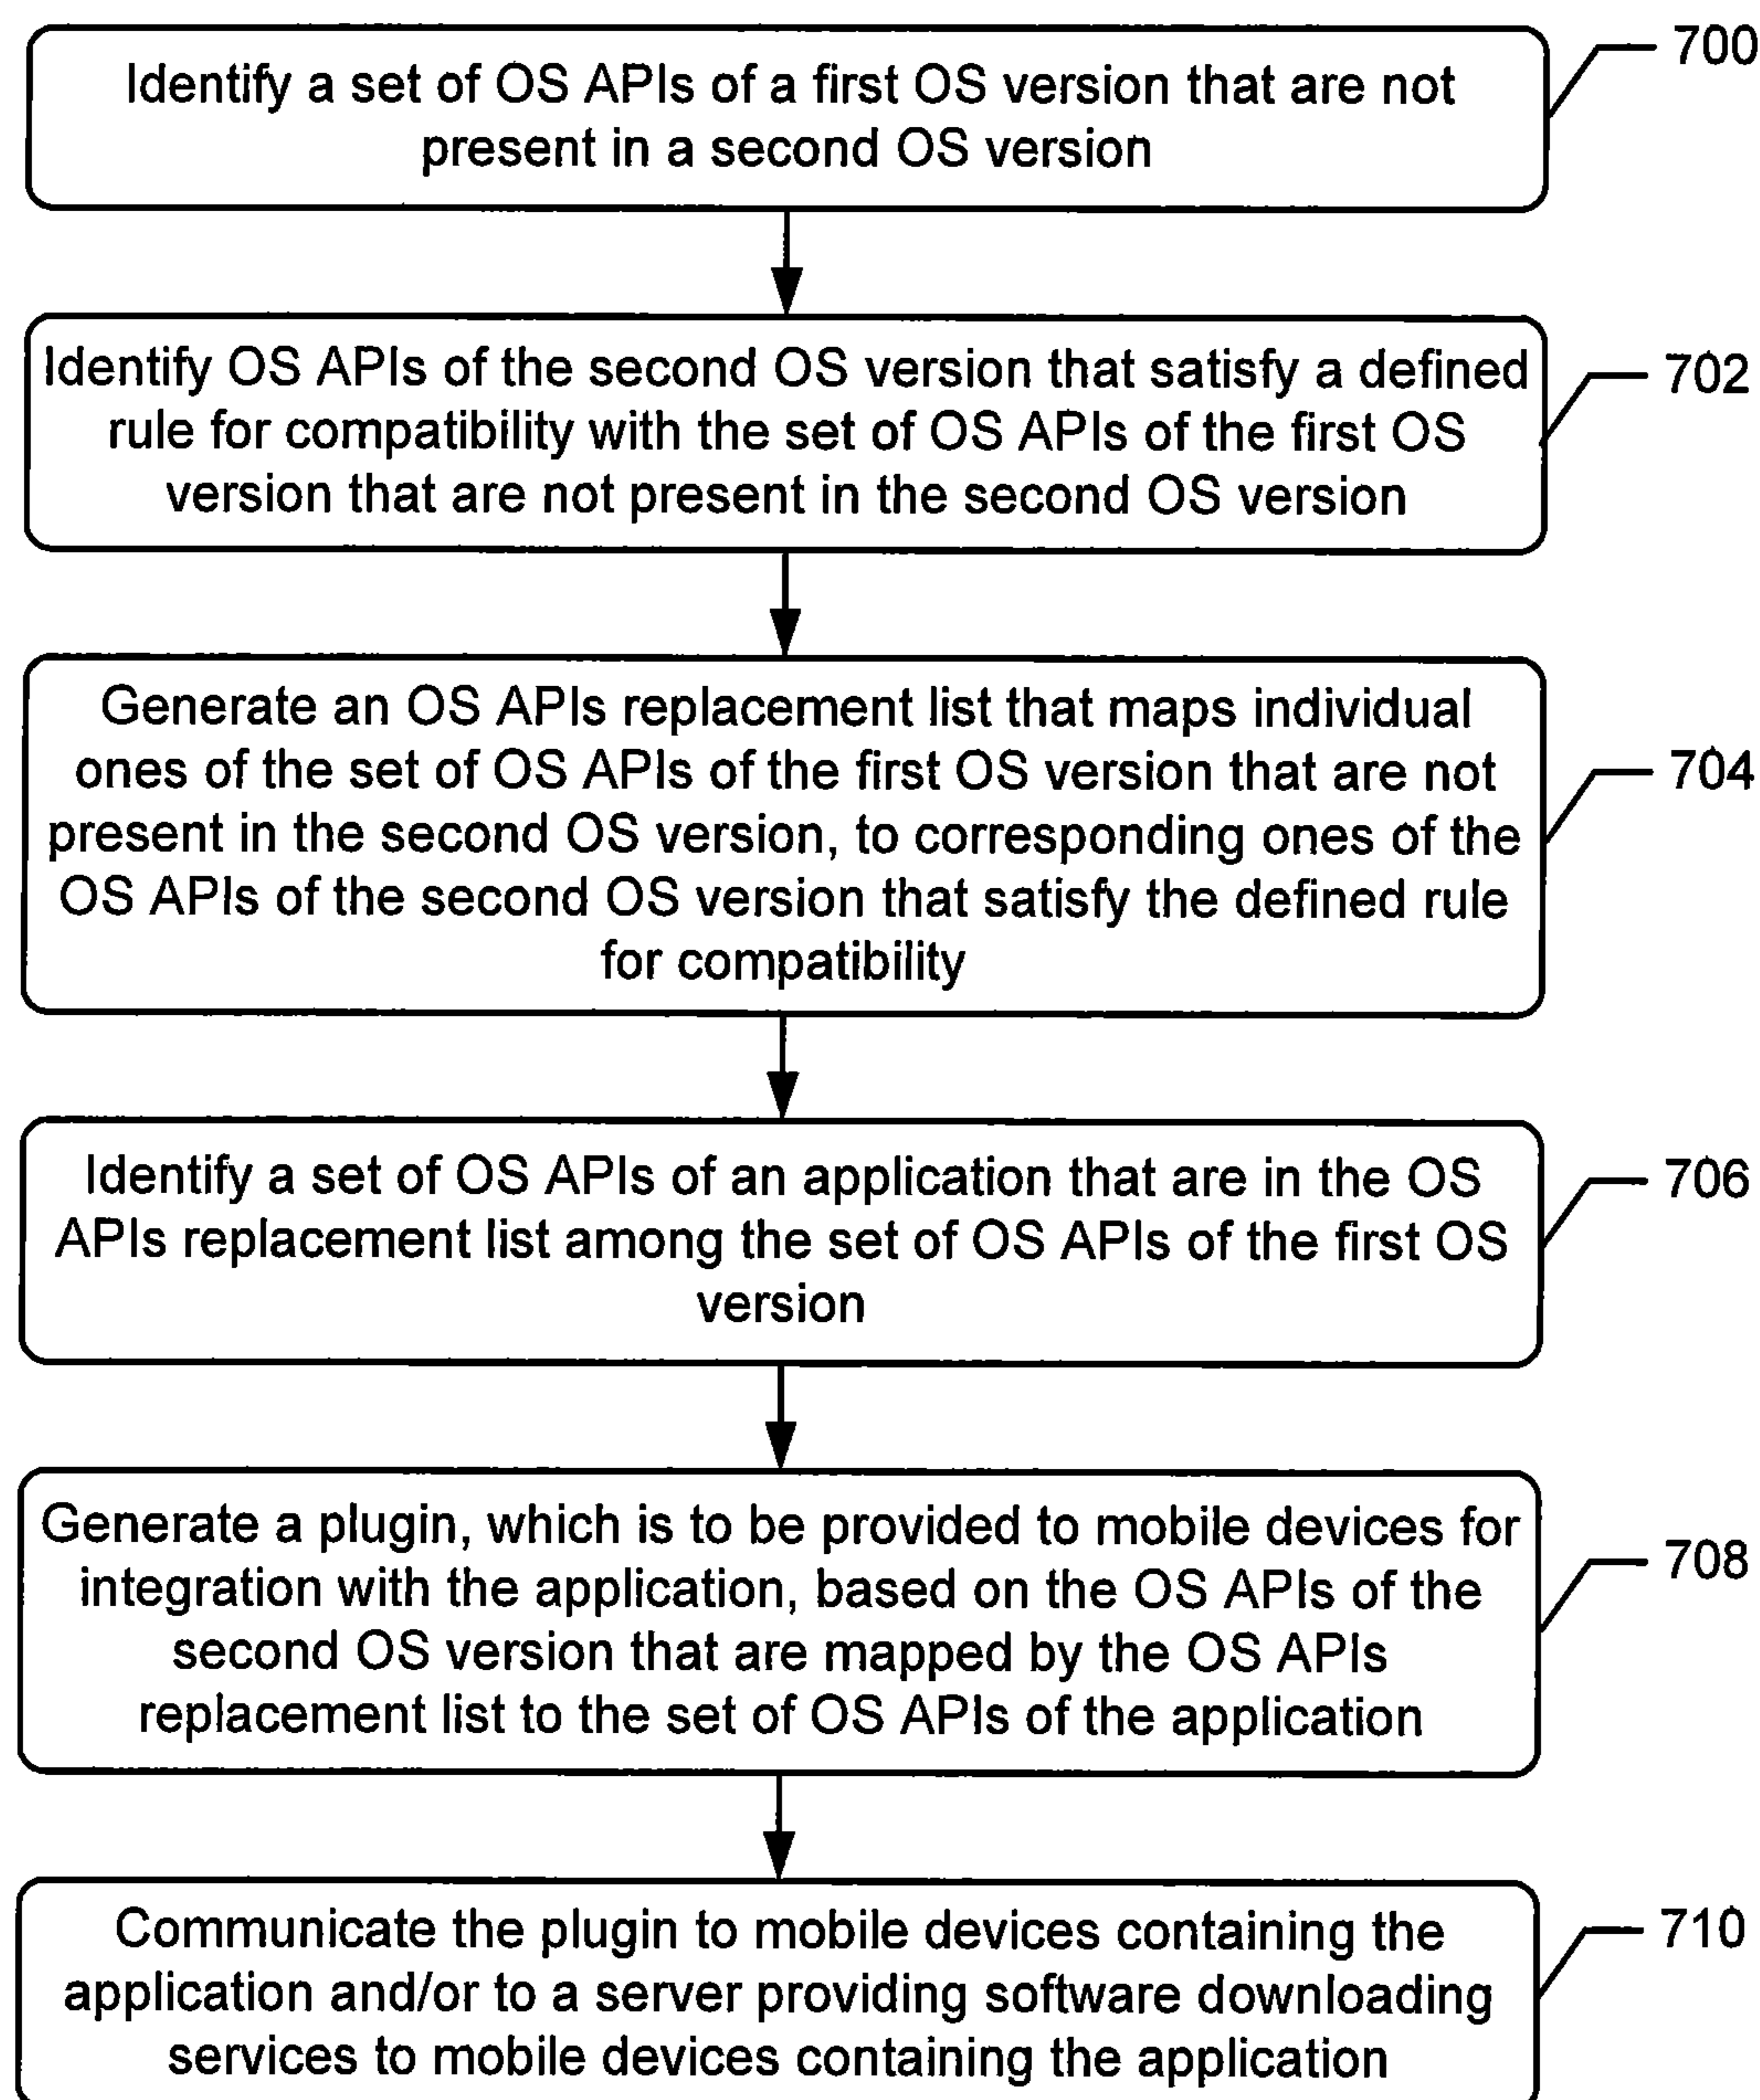 Identify a set of OS APIs of a first OS version that are not
present in a second OS version
700
Identify OS APIs of the second OS version that satisfy a defined
rule for compatibility with the set of OS APIs of the first OS
version that are not present in the second OS version
702
Generate an OS APIs replacement list that maps individual
ones of the set of OS APIs of the first OS version that are not
present in the second OS version, to corresponding ones of the
OS APIs of the second OS version that satisfy the defined rule
for compatibility
704
Identify a set of OS APIs of an application that are in the OS
APIs replacement list among the set of OS APIs of the first OS
version
706
Generate a plugin, which is to be provided to mobile devices for
integration with the application, based on the OS APIs of the
second OS version that are mapped by the OS APIs
replacement list to the set of OS APIs of the application
708
Communicate the plugin to mobile devices containing the
application and/or to a server providing software downloading
services to mobile devices containing the application
710